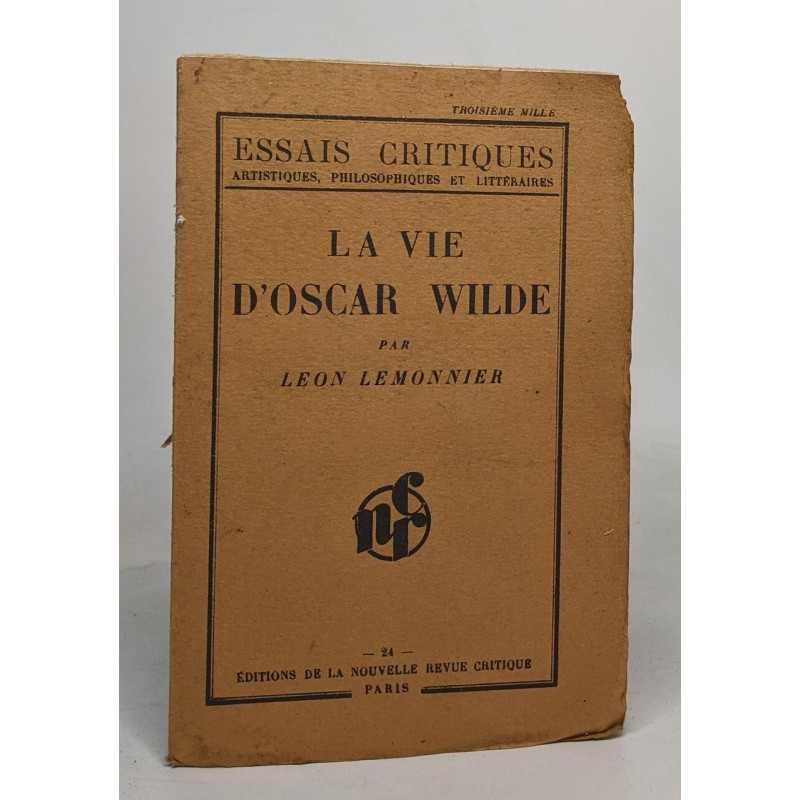 TROISIÈME MILLE
ESSAIS CRITIQUES
ARTISTIQUES, PHILOSOPHIQUES ET LITTÉRAIRES
LA VIE
D'OSCAR WILDE
PAR
LEON LEMONNIER
nrc
— 24 —
ÉDITIONS DE LA NOUVELLE REVUE CRITIQUE
PARIS